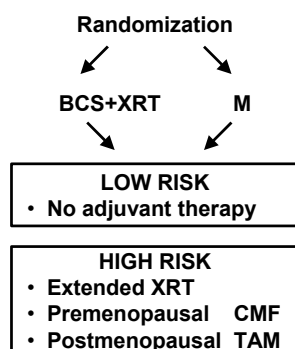 Randomization
BCS+XRT M
LOW RISK
• No adjuvant therapy
HIGH RISK
• Extended XRT
• Premenopausal CMF
• Postmenopausal TAM